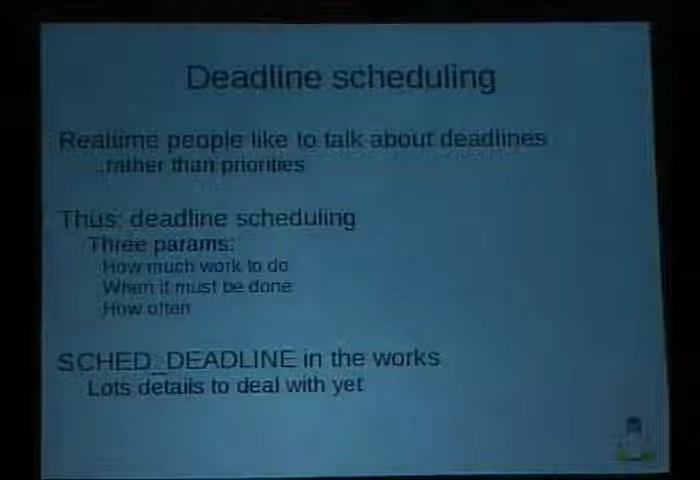 Deadline scheduling
Realtime people like to talk about deadlines
...rather than priorities
Thus: deadline scheduling
Three params:
How much work to do
When it must be done
How often
SCHED_DEADLINE in the works
Lots details to deal with yet